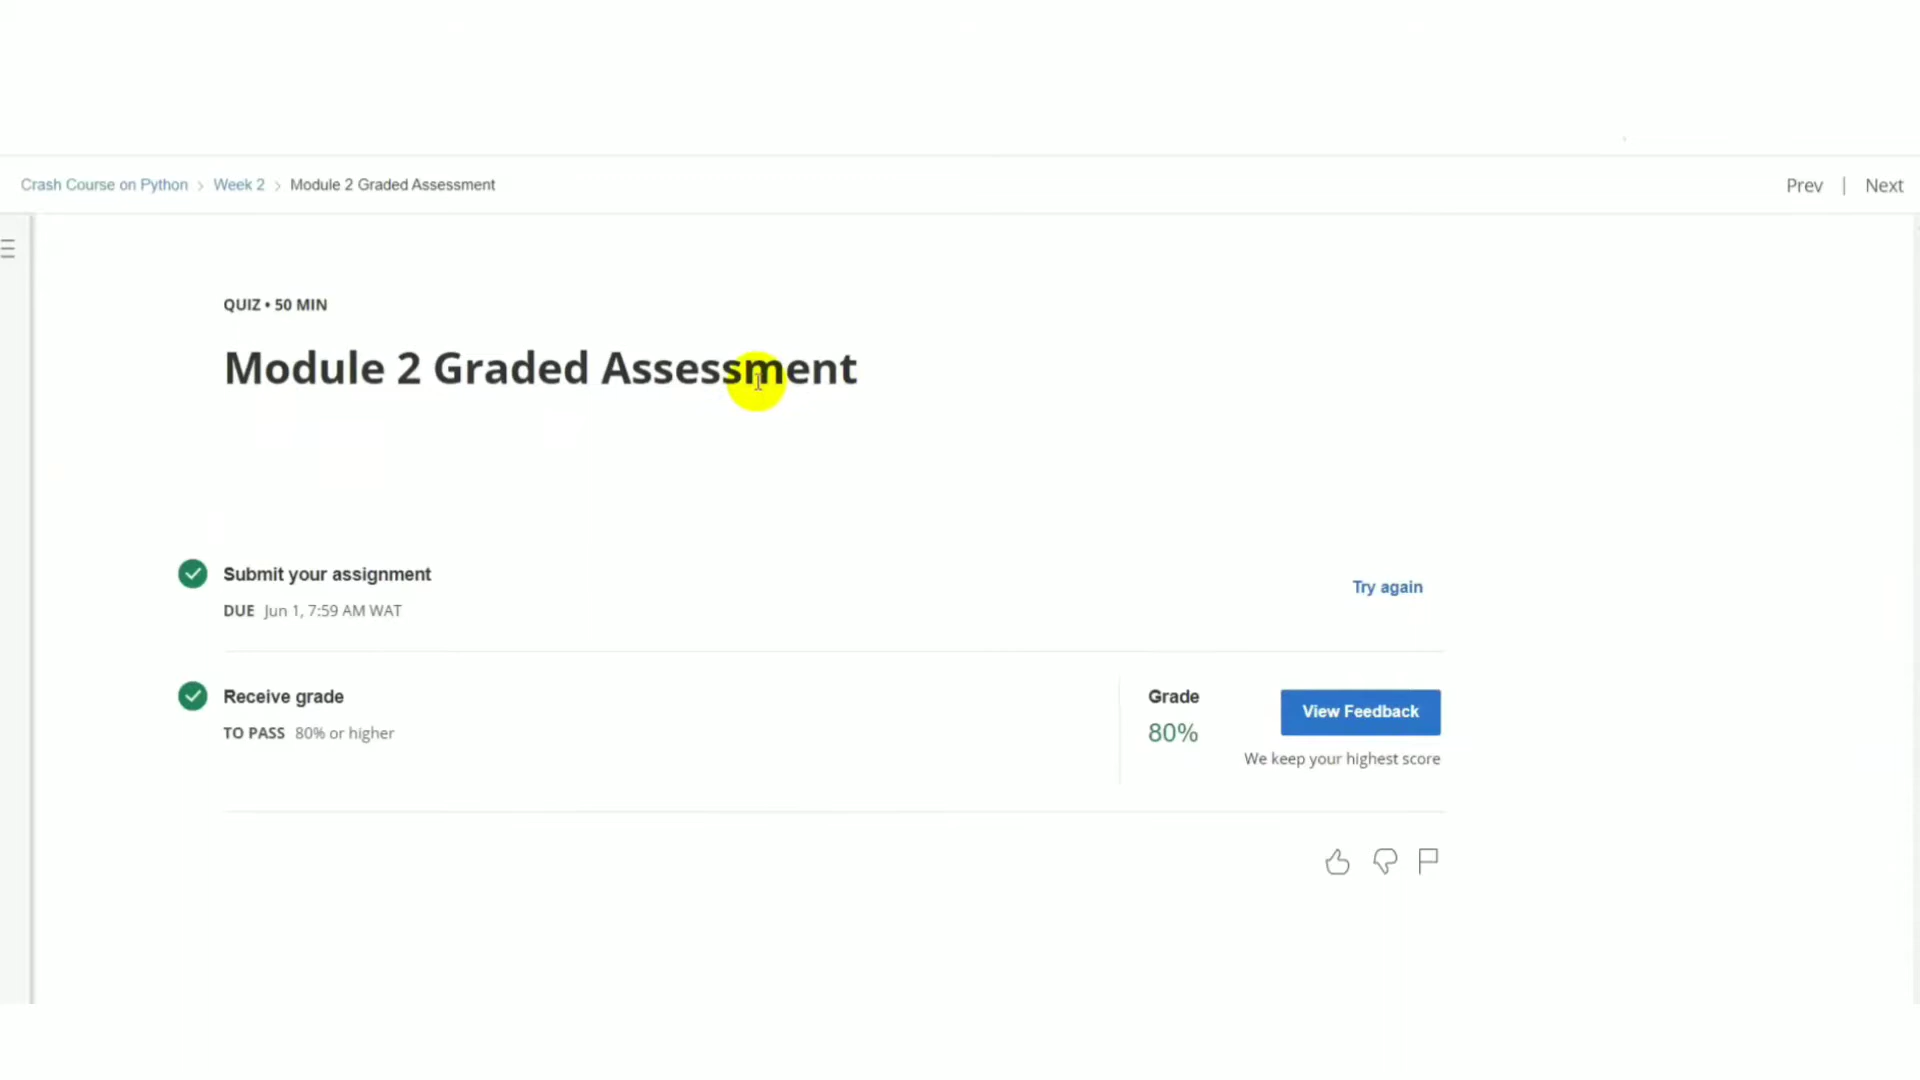 Crash Course on Python > Week 2 > Module 2 Graded Assessment
Prev | Next
QUIZ • 50 MIN
Module 2 Graded Assessment
Submit your assignment
Try again
DUE Jun 1, 7:59 AM WAT
Receive grade
Grade
View Feedback
TO PASS 80% or higher
80%
We keep your highest score